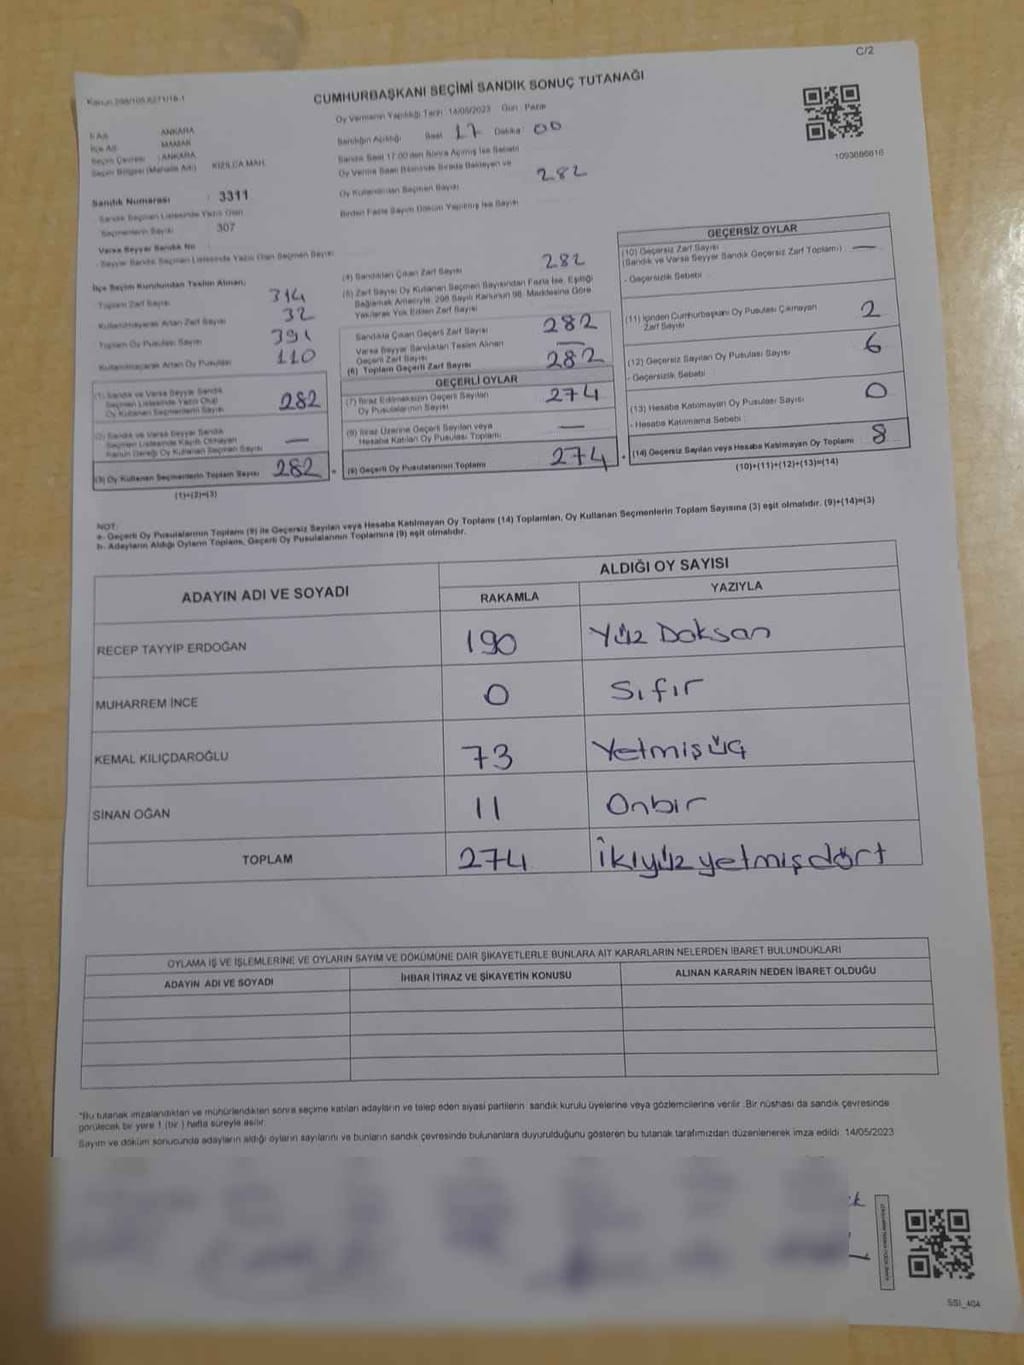 C/2
Kanun 298/105,6271/18-1
CUMHURBAŞKANI SEÇİMİ SANDIK SONUÇ TUTANAĞI
1093686616
İl Adı ANKARA
İlçe Adı MAMAK
Seçim Çevresi : ANKARA
Seçim Bölgesi (Mahalle Adı) KIZILCA MAH.
Sandık Numarası : 3311
Sandık Seçmen Listesinde Yazılı Olan
Seçmenlerin Sayısı 307
Varsa Seyyar Sandık No
- Seyyar Sandık Seçmen Listesinde Yazılı Olan Seçmen Sayısı
Oy Vermenin Yapıldığı Tarih : 14/05/2023 Gün : Pazar
Sandığın Açıldığı Saat 17 Dakika : 00
Sandık Saat 17.00'den Sonra Açılmış İse Sebebi
Oy Verme Saati Bitiminde Sırada Bekleyen ve
Oy Kullandırılan Seçmen Sayısı 282
Birden Fazla Sayım Döküm Yapılmış İse Sayısı
İlçe Seçim Kurulundan Teslim Alınan;
Toplam Zarf Sayısı 314
Kullanılmayarak Artan Zarf Sayısı 32
Toplam Oy Pusulası Sayısı 391
Kullanılmayarak Artan Oy Pusulası 110
(1) Sandık ve Varsa Seyyar Sandık
Seçmen Listesinde Yazılı Olup
Oy Kullanan Seçmenlerin Sayısı 282
(2) Sandık ve Varsa Seyyar Sandık
Seçmen Listesinde Kayıtlı Olmayan
Kanun Gereği Oy Kullanan Seçmen Sayısı —
(3) Oy Kullanan Seçmenlerin Toplam Sayısı 282
(1)+(2)=(3)
(4) Sandıktan Çıkan Zarf Sayısı 282
(5) Zarf Sayısı Oy Kullanan Seçmen Sayısından Fazla İse, Eşitliği
Sağlamak Amacıyla, 298 Sayılı Kanunun 98. Maddesine Göre
Yakılarak Yok Edilen Zarf Sayısı
Sandıkta Çıkan Geçerli Zarf Sayısı 282
Varsa Seyyar Sandıktan Teslim Alınan
Geçerli Zarf Sayısı —
(6) Toplam Geçerli Zarf Sayısı 282
GEÇERLİ OYLAR
(7) İtiraz Edilmeksizin Geçerli Sayılan
Oy Pusulalarının Sayısı 274
(8) İtiraz Üzerine Geçerli Sayılan veya
Hesaba Katılan Oy Pusulası Toplamı —
(9) Geçerli Oy Pusulalarının Toplamı 274
GEÇERSİZ OYLAR
(10) Geçersiz Zarf Sayısı
(Sandık ve Varsa Seyyar Sandık Geçersiz Zarf Toplamı) —
- Geçersizlik Sebebi
(11) İçinden Cumhurbaşkanı Oy Pusulası Çıkmayan
Zarf Sayısı 2
(12) Geçersiz Sayılan Oy Pusulası Sayısı 6
- Geçersizlik Sebebi
(13) Hesaba Katılmayan Oy Pusulası Sayısı 0
- Hesaba Katılmama Sebebi :
(14) Geçersiz Sayılan veya Hesaba Katılmayan Oy Toplamı 8
(10)+(11)+(12)+(13)=(14)
NOT:
a- Geçerli Oy Pusulalarının Toplamı (9) ile Geçersiz Sayılan veya Hesaba Katılmayan Oy Toplamı (14) Toplamları, Oy Kullanan Seçmenlerin Toplam Sayısına (3) eşit olmalıdır. (9)+(14)=(3)
b- Adayların Aldığı Oyların Toplamı, Geçerli Oy Pusulalarının Toplamına (9) eşit olmalıdır.
ADAYIN ADI VE SOYADI ALDIĞI OY SAYISI
RAKAMLA YAZIYLA
RECEP TAYYİP ERDOĞAN 190 Yüz Doksan
MUHARREM İNCE 0 Sıfır
KEMAL KILIÇDAROĞLU 73 Yetmişüç
SİNAN OĞAN 11 Onbir
TOPLAM 274 İkiyüzyetmişdört
OYLAMA İŞ VE İŞLEMLERİNE VE OYLARIN SAYIM VE DÖKÜMÜNE DAİR ŞİKAYETLERLE BUNLARA AİT KARARLARIN NELERDEN İBARET BULUNDUKLARI
ADAYIN ADI VE SOYADI İHBAR İTİRAZ VE ŞİKAYETİN KONUSU ALINAN KARARIN NEDEN İBARET OLDUĞU
*Bu tutanak imzalandıktan ve mühürlendikten sonra seçime katılan adayların ve talep eden siyasi partilerin sandık kurulu üyelerine veya gözlemcilerine verilir. Bir nüshası da sandık çevresinde
görülecek bir yere 1 (bir ) hafta süreyle asılır.
Sayım ve döküm sonucunda adayların aldığı oyların sayılarını ve bunların sandık çevresinde bulunanlara duyurulduğunu gösteren bu tutanak tarafımızdan düzenlenerek imza edildi. 14/05/2023
SSI_40A